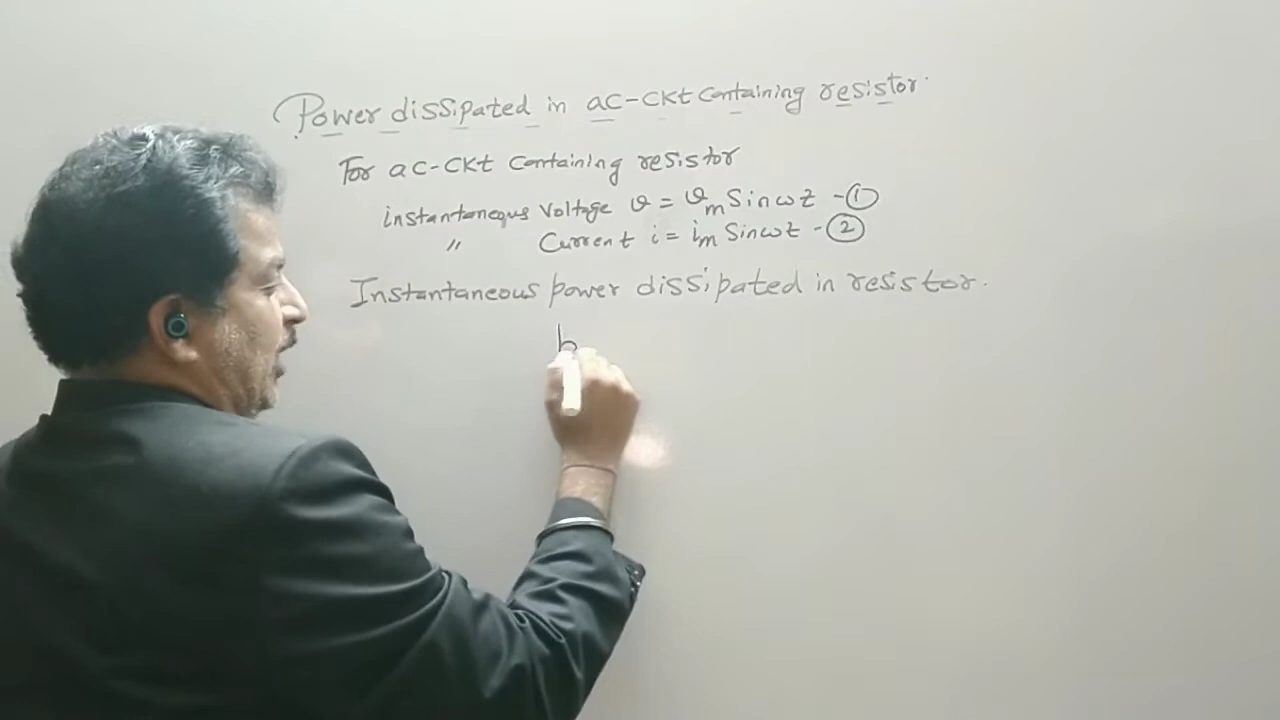 Power dissipated in ac-ckt containing resistor.
For ac-ckt containing resistor
instantaneous Voltage v = vm Sinωt -①
" Current i = im Sinωt -②
Instantaneous power dissipated in resistor.
p